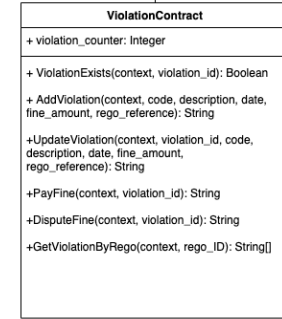 ViolationContract
+ violation_counter: Integer
+ ViolationExists(context, violation_id): Boolean
+ AddViolation(context, code, description, date,
fine_amount, rego_reference): String
+UpdateViolation(context, violation_id, code,
description, date, fine_amount,
rego_reference): String
+PayFine(context, violation_id): String
+DisputeFine(context, violation_id): String
+GetViolationByRego(context, rego_ID): String[]